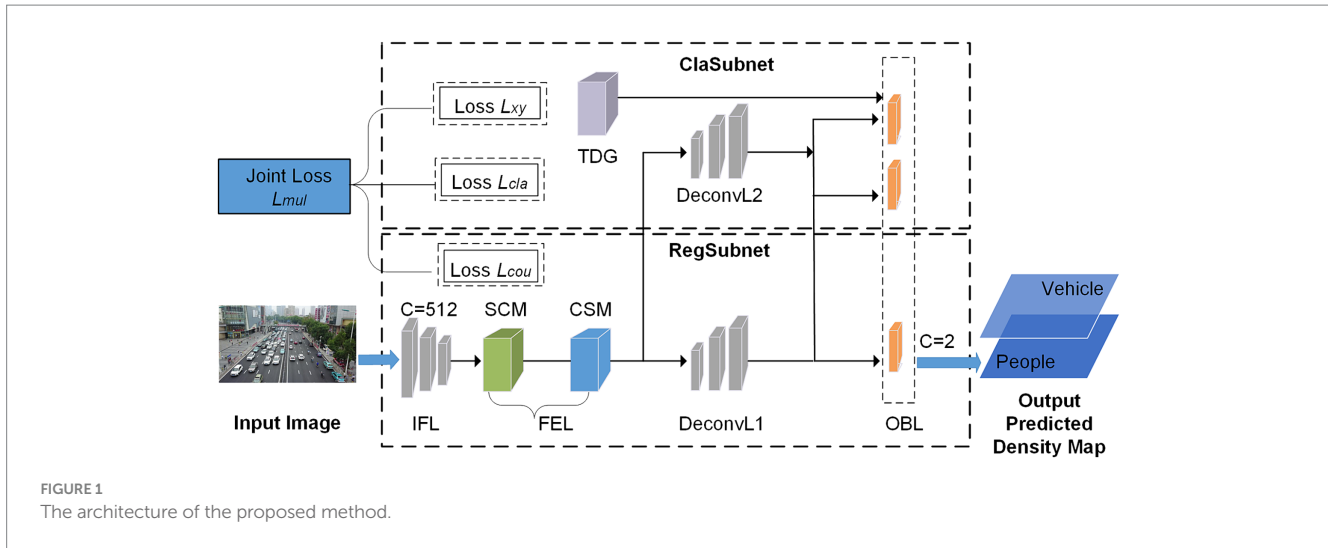 ClaSubnet
Loss Lxy
TDG
Joint Loss
Lmul
Loss Lcla
DeconvL2
RegSubnet
Loss Lcou
C=512
SCM
CSM
Vehicle
C=2
People
Input Image
IFL
FEL
DeconvL1
OBL
Output
Predicted
Density Map
FIGURE 1
The architecture of the proposed method.